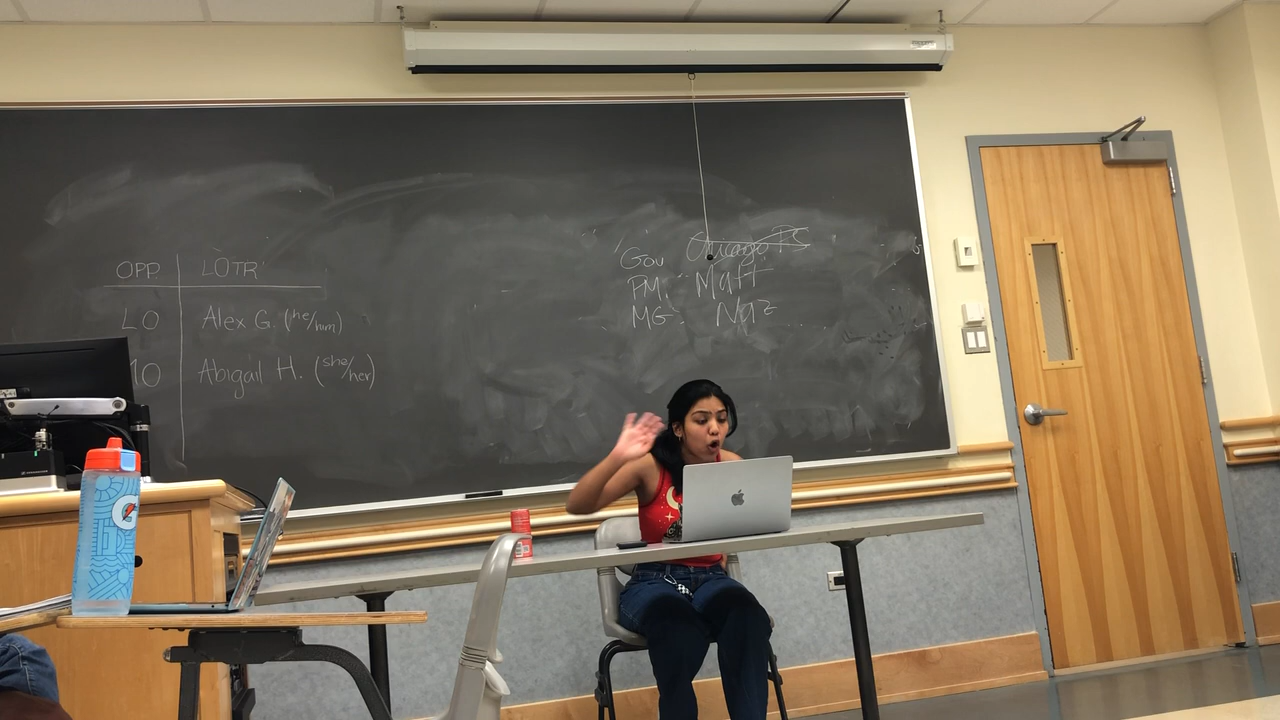 OPP LOTR
LO Alex G. (he/him)
MO Abigail H. (she/her)
Gov Chicago PS
PM: Matt
MG: Naz
G